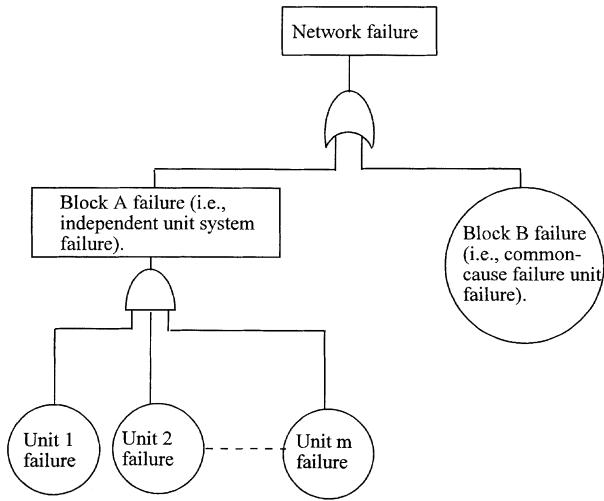 Network failure
Block A failure (i.e.,
independent unit system
failure).
Block B failure
(i.e., common-
cause failure unit
failure).
Unit 1
failure
Unit 2
failure
Unit m
failure